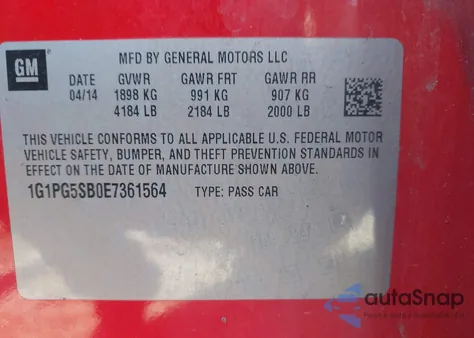 GM
MFD BY GENERAL MOTORS LLC
DATE GVWR GAWR FRT GAWR RR
04/14 1898 KG 991 KG 907 KG
4184 LB 2184 LB 2000 LB
THIS VEHICLE CONFORMS TO ALL APPLICABLE U.S. FEDERAL MOTOR
VEHICLE SAFETY, BUMPER, AND THEFT PREVENTION STANDARDS IN
EFFECT ON THE DATE OF MANUFACTURE SHOWN ABOVE.
1G1PG5SB0E7361564 TYPE: PASS CAR
autoSnap